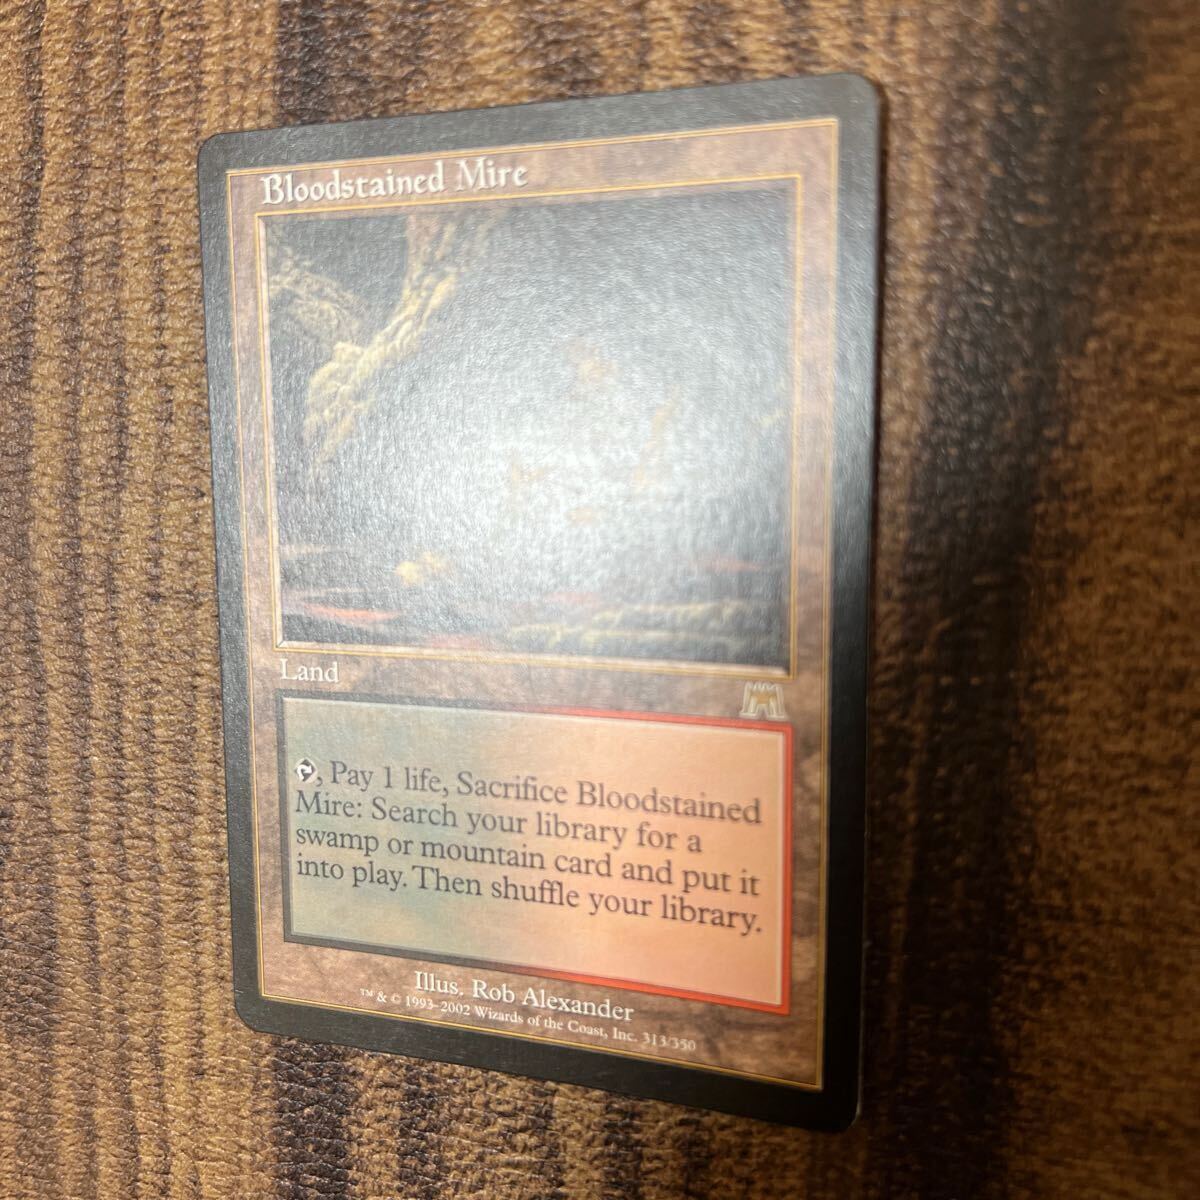 Bloodstained Mire
Land
, Pay 1 life, Sacrifice Bloodstained
Mire: Search your library for a
swamp or mountain card and put it
into play. Then shuffle your library.
Illus. Rob Alexander
™ & © 1993–2002 Wizards of the Coast, Inc. 313/350